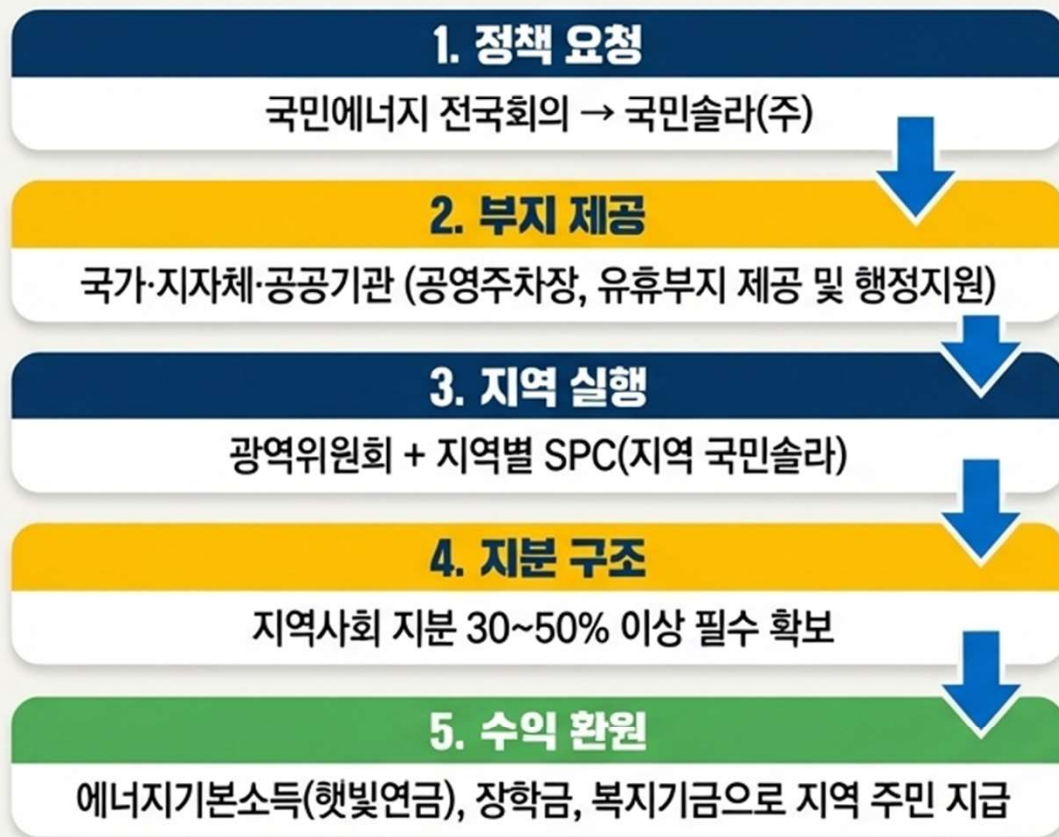 1. 정책 요청
국민에너지 전국회의 → 국민솔라(주)
2. 부지 제공
국가·지자체·공공기관 (공영주차장, 유휴부지 제공 및 행정지원)
3. 지역 실행
광역위원회 + 지역별 SPC(지역 국민솔라)
4. 지분 구조
지역사회 지분 30~50% 이상 필수 확보
5. 수익 환원
에너지기본소득(햇빛연금), 장학금, 복지기금으로 지역 주민 지급